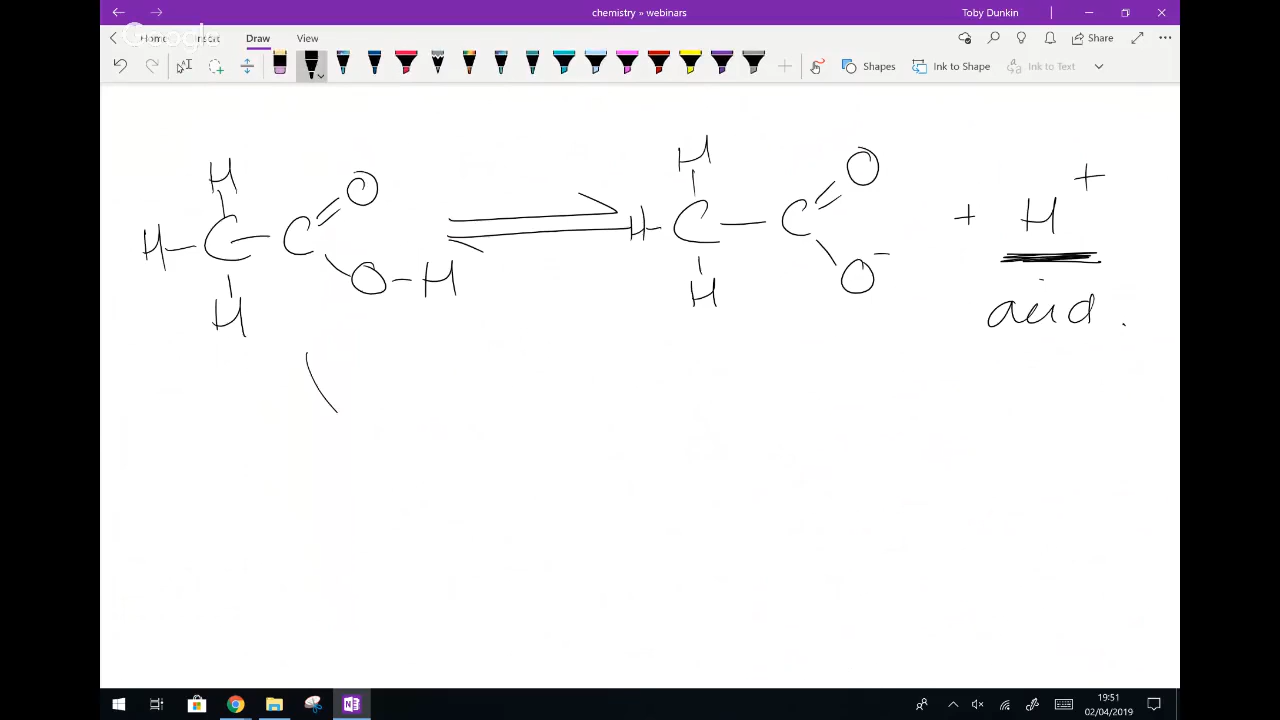 chemistry » webinars
Toby Dunkin
Google
Home Insert Draw View
Share
Shapes
Ink to Shape
Ink to Text
H
H
O
O
H-C-C
H-C-C
+ H+
O-H
O-
H
H
acid.
N
19:51
02/04/2019